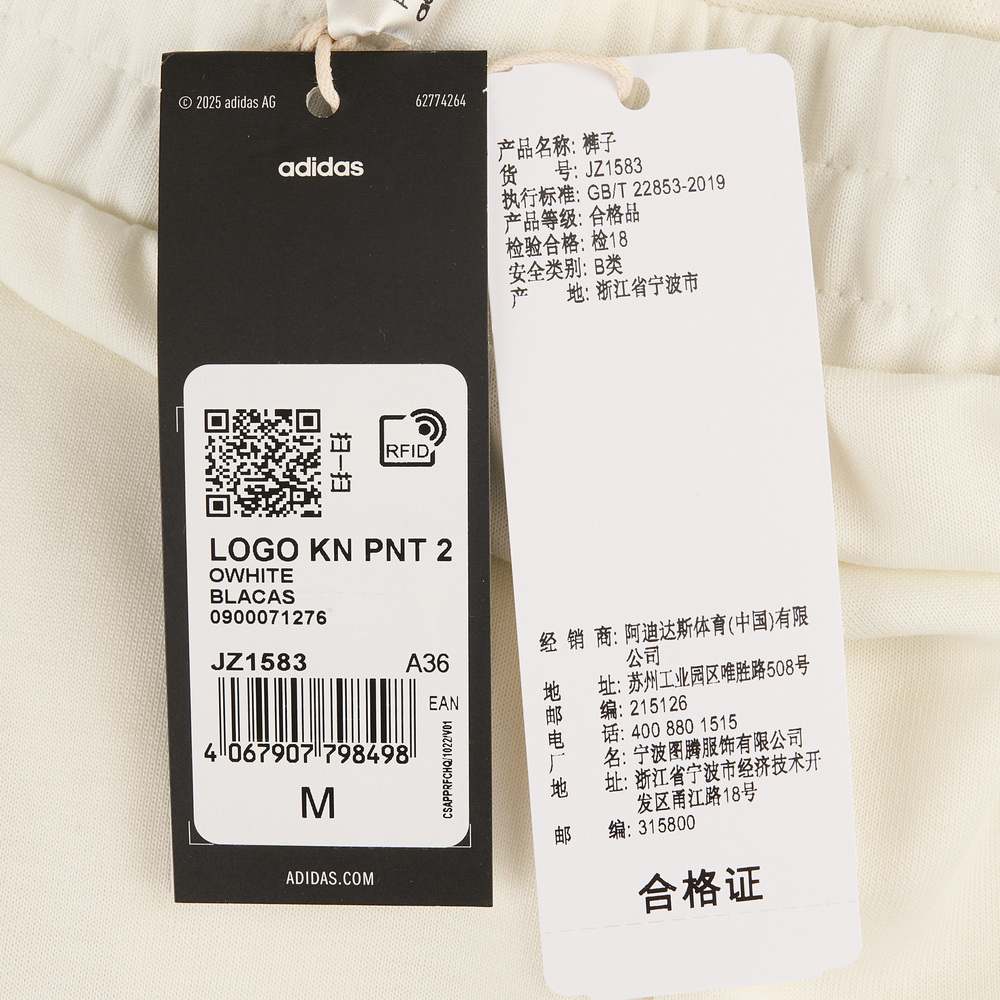 © 2025 adidas AG
62774264
adidas
扫一扫
RFID
LOGO KN PNT 2
OWHITE
BLACAS
0900071276
JZ1583
A36
EAN
4 067907 798498
CSAPPRFCHQ/1022/V01
M
ADIDAS.COM
产品名称: 裤子
货 号: JZ1583
执行标准: GB/T 22853-2019
产品等级: 合格品
检验合格: 检18
安全类别: B类
产 地: 浙江省宁波市
经 销 商: 阿迪达斯体育(中国)有限
公司
地 址: 苏州工业园区唯胜路508号
邮 编: 215126
电 话: 400 880 1515
厂 名: 宁波图腾服饰有限公司
地 址: 浙江省宁波市经济技术开
发区甬江路18号
邮 编: 315800
合格证